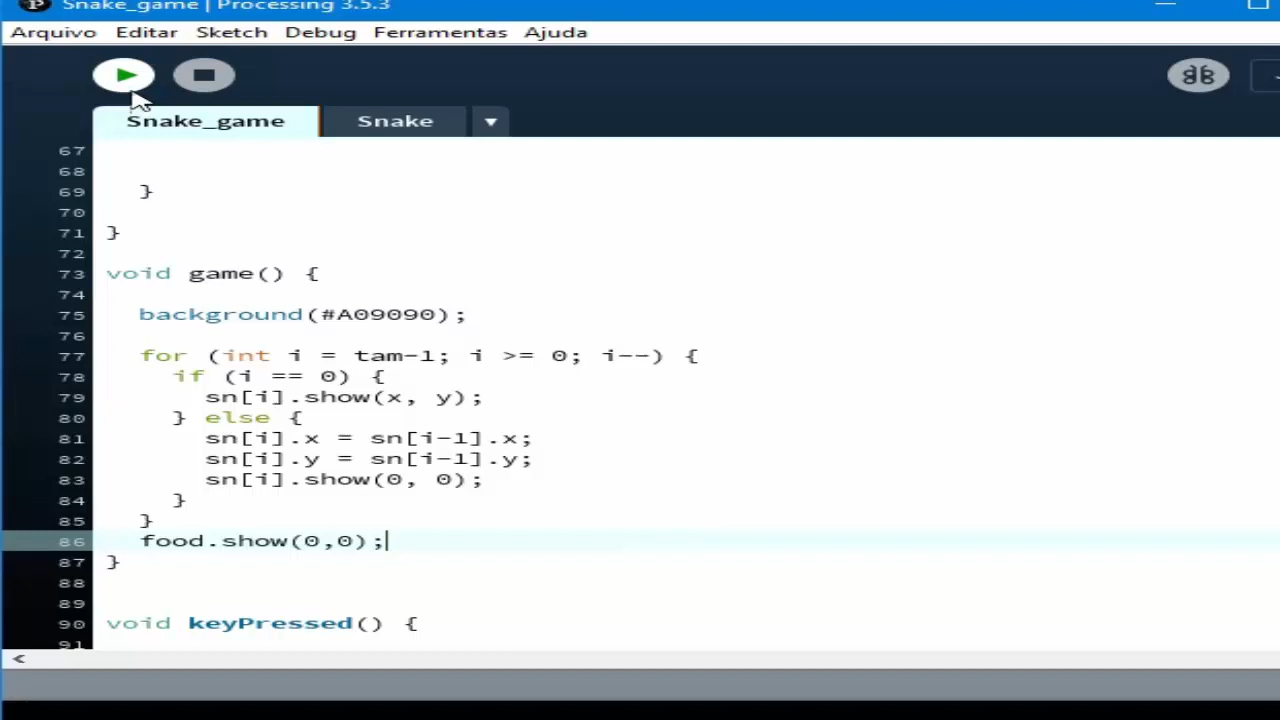 Snake_game | Processing 3.5.3
Arquivo Editar Sketch Debug Ferramentas Ajuda
Snake_game Snake ▼
67
68
69 }
70
71 }
72
73 void game() {
74
75 background(#A09090);
76
77 for (int i = tam-1; i >= 0; i--) {
78 if (i == 0) {
79 sn[i].show(x, y);
80 } else {
81 sn[i].x = sn[i-1].x;
82 sn[i].y = sn[i-1].y;
83 sn[i].show(0, 0);
84 }
85 }
86 food.show(0,0);
87 }
88
89
90 void keyPressed() {
91